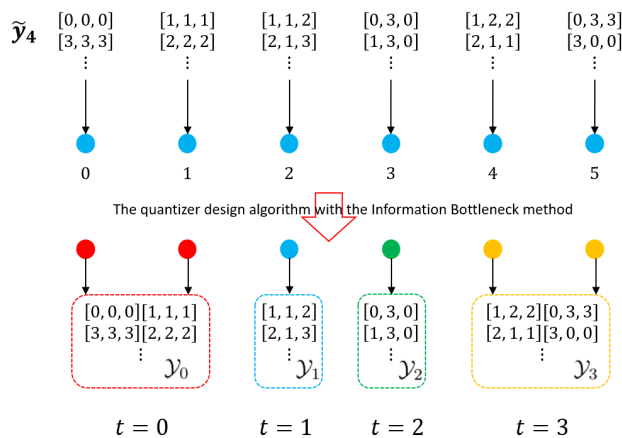 ỹ₄ [0, 0, 0] [1, 1, 1] [1, 1, 2] [0, 3, 0] [1, 2, 2] [0, 3, 3]
[3, 3, 3] [2, 2, 2] [2, 1, 3] [1, 3, 0] [2, 1, 1] [3, 0, 0]
⋮ ⋮ ⋮ ⋮ ⋮ ⋮
0 1 2 3 4 5
The quantizer design algorithm with the Information Bottleneck method
[0, 0, 0][1, 1, 1] [1, 1, 2] [0, 3, 0] [1, 2, 2][0, 3, 3]
[3, 3, 3][2, 2, 2] [2, 1, 3] [1, 3, 0] [2, 1, 1][3, 0, 0]
⋮ ⋮ ⋮ ⋮
𝒴₀ 𝒴₁ 𝒴₂ 𝒴₃
t = 0 t = 1 t = 2 t = 3